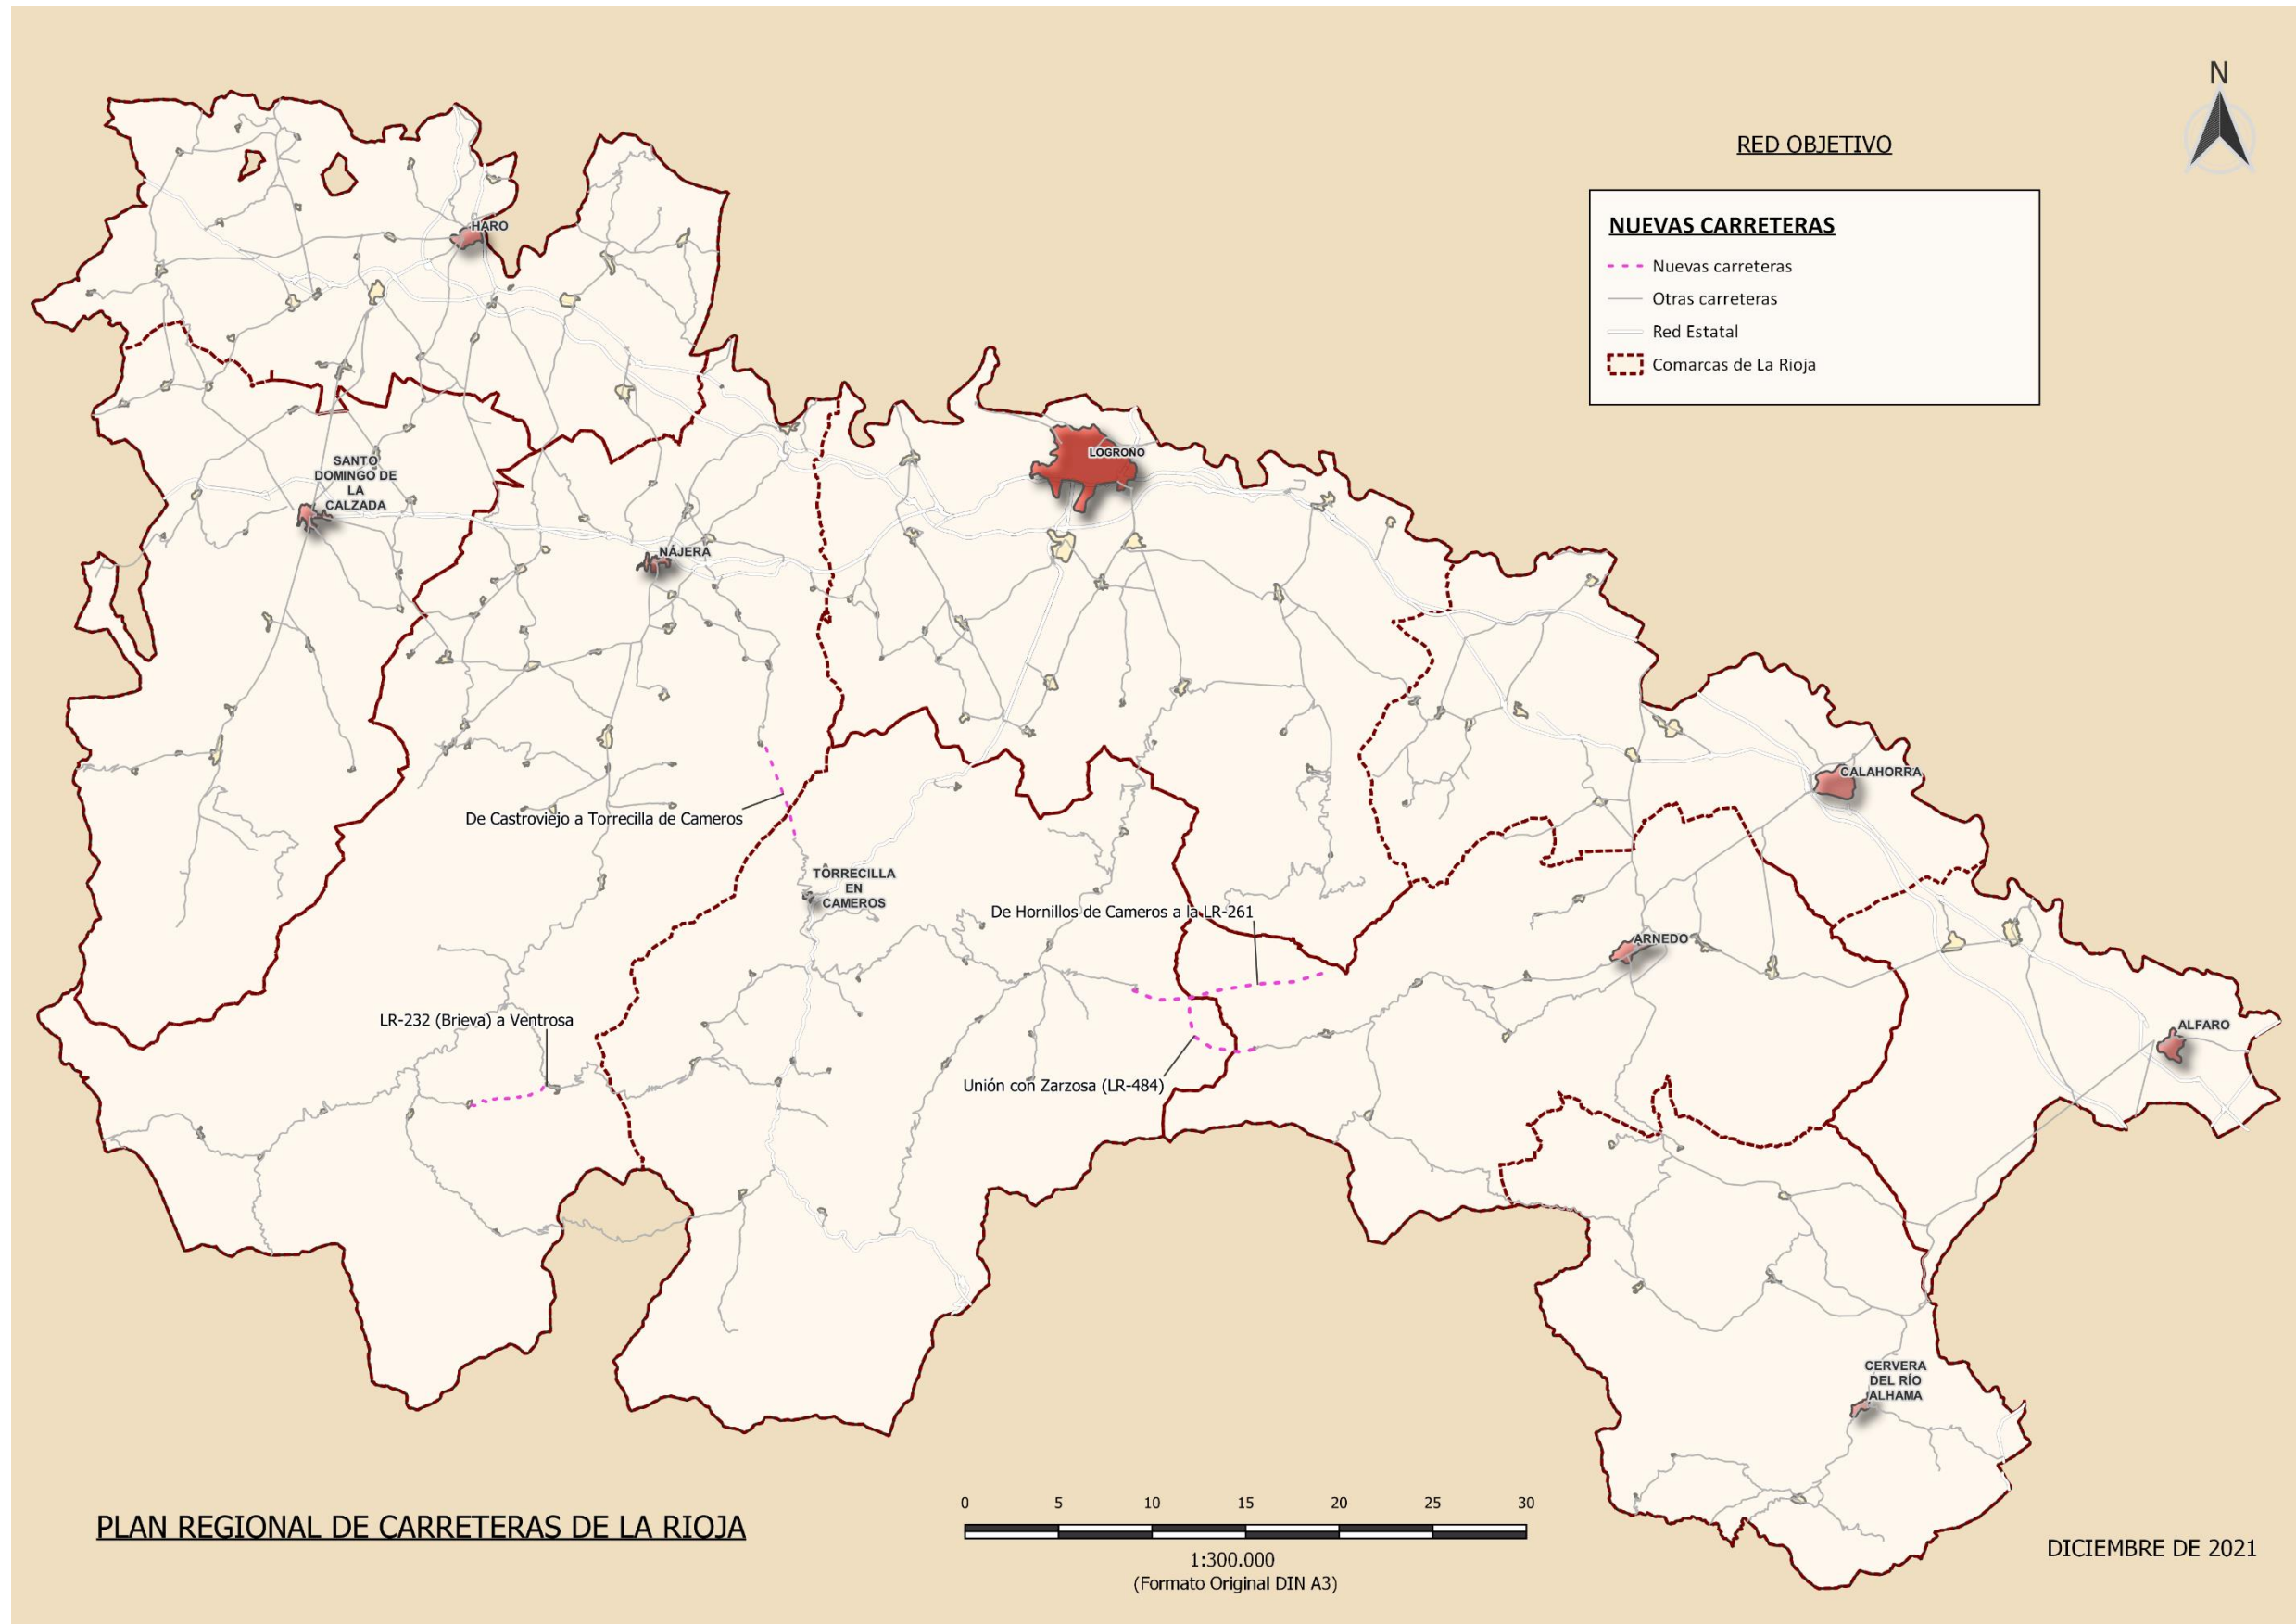 N
RED OBJETIVO
NUEVAS CARRETERAS
Nuevas carreteras
Otras carreteras
Red Estatal
Comarcas de La Rioja
HARO
LOGROÑO
SANTO
DOMINGO DE
LA
CALZADA
NÁJERA
CALAHORRA
De Castroviejo a Torrecilla de Cameros
TORRECILLA
EN
CAMEROS
De Hornillos de Cameros a la LR-261
ARNEDO
LR-232 (Brieva) a Ventrosa
ALFARO
Unión con Zarzosa (LR-484)
CERVERA
DEL RÍO
ALHAMA
0 5 10 15 20 25 30
1:300.000
(Formato Original DIN A3)
PLAN REGIONAL DE CARRETERAS DE LA RIOJA
DICIEMBRE DE 2021